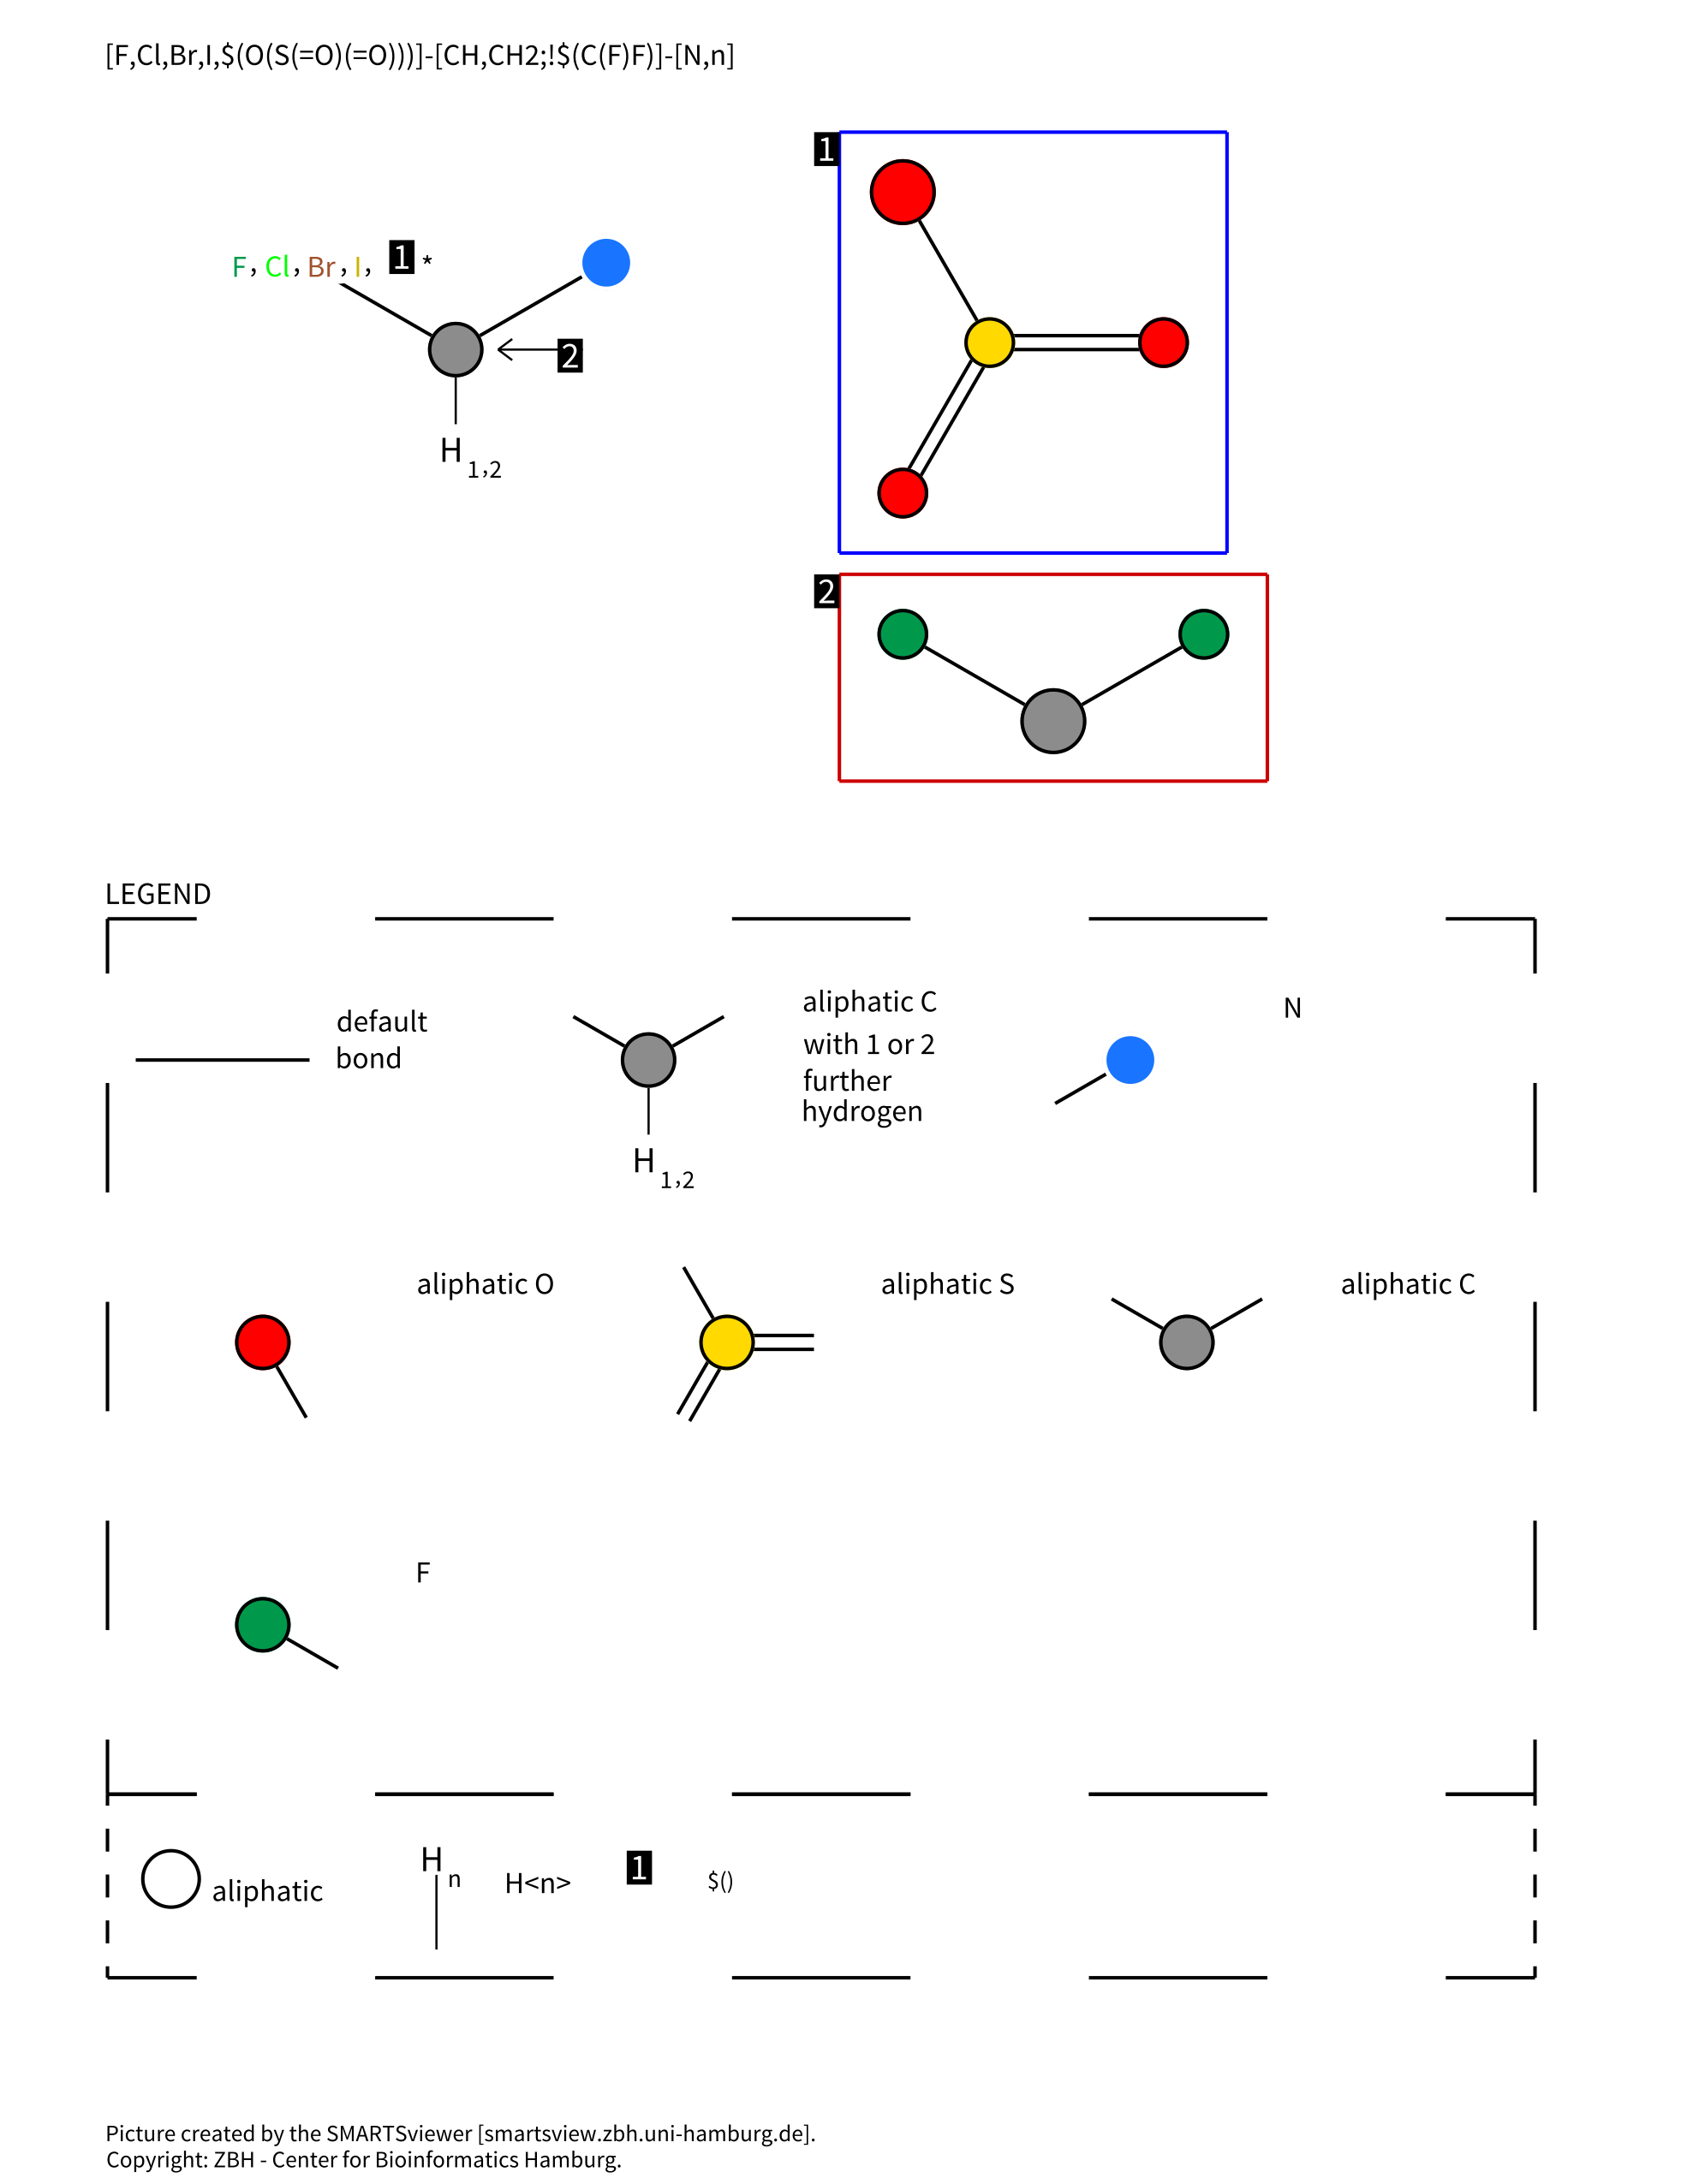 [F,Cl,Br,I,$(O(S(=O)(=O)))]-[CH,CH2;!$(C(F)F)]-[N,n]
1
F, Cl, Br, I, 1 *
2
H 1,2
2
LEGEND
default
bond
aliphatic C
with 1 or 2
further
hydrogen
N
H 1,2
aliphatic O
aliphatic S
aliphatic C
F
aliphatic
H n
H<n>
1
$()
Picture created by the SMARTSviewer [smartsview.zbh.uni-hamburg.de].
Copyright: ZBH - Center for Bioinformatics Hamburg.